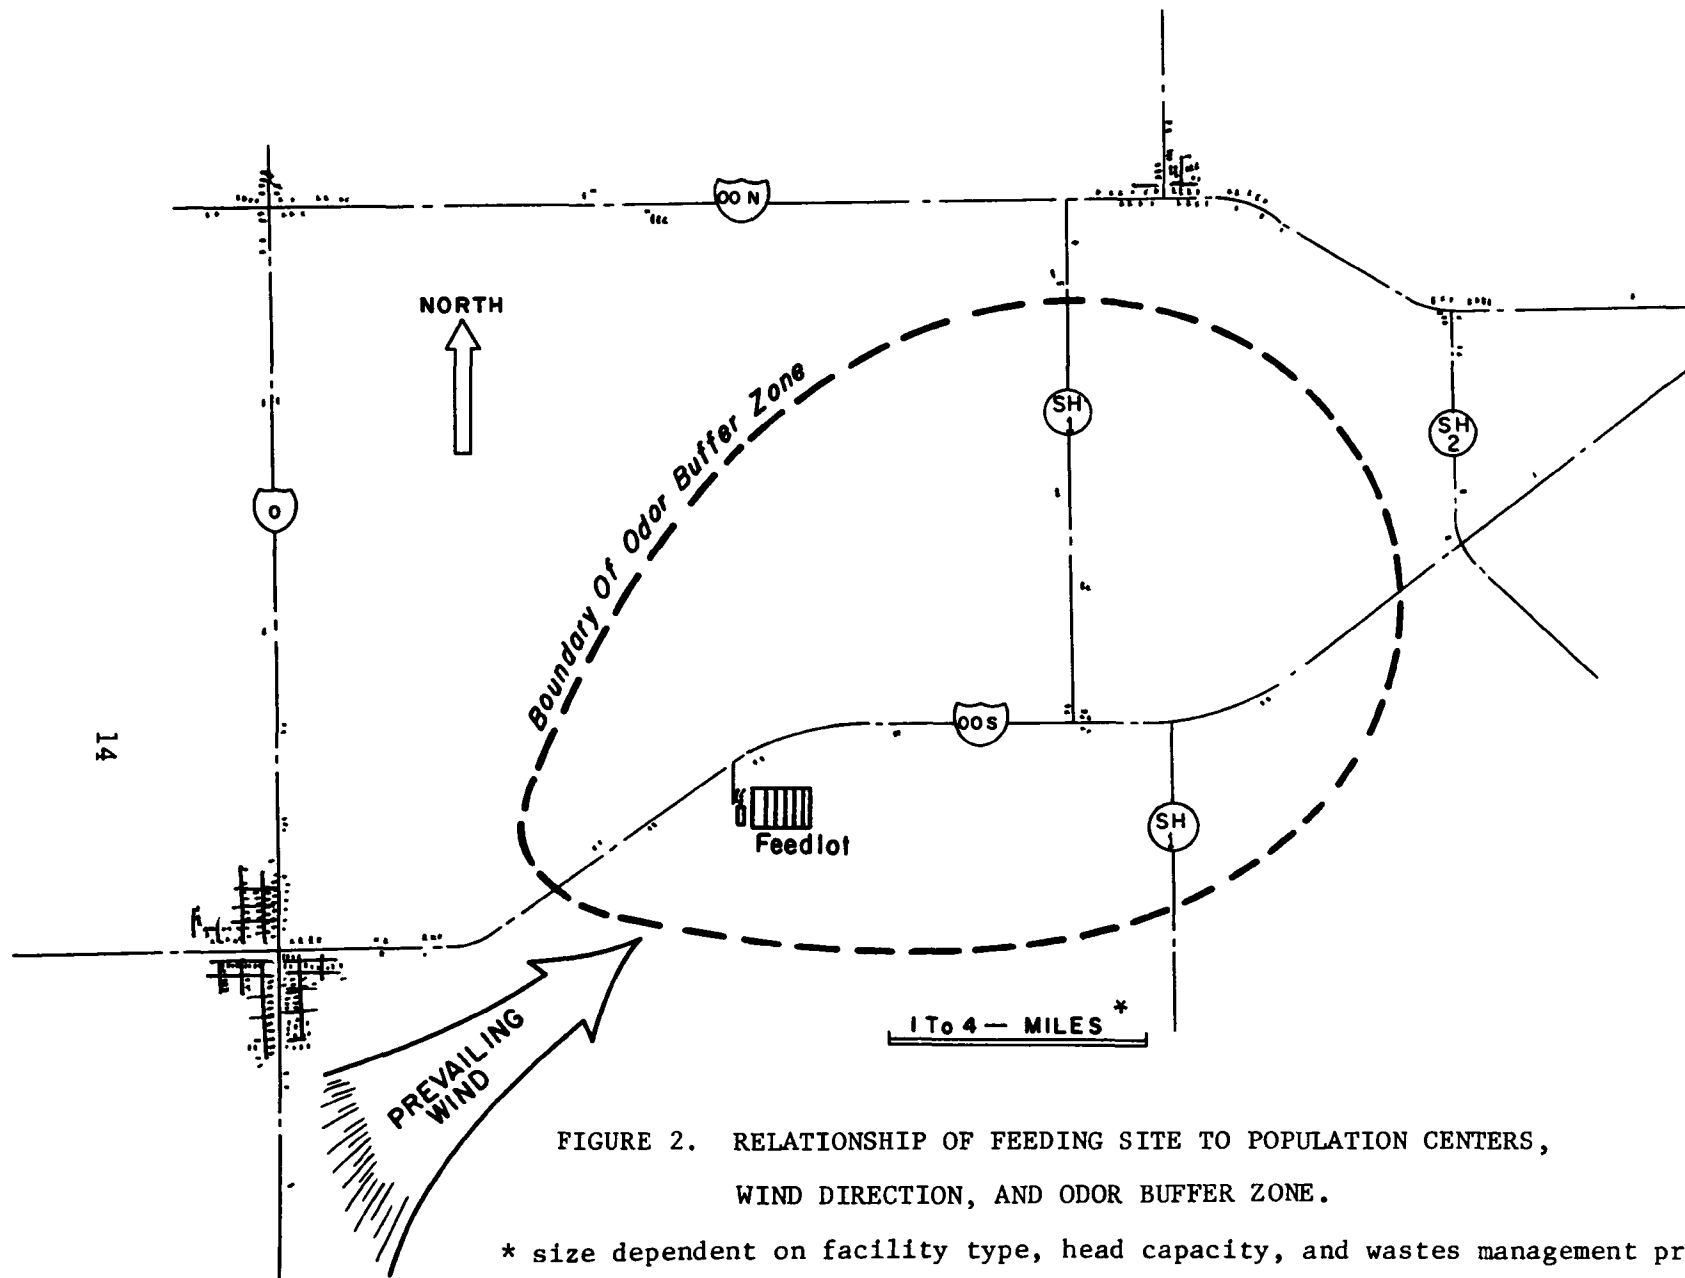 00 N
NORTH
SH
1
SH
2
Boundary Of Odor Buffer Zone
0
14
00S
Feedlot
SH
1 To 4 — MILES *
PREVAILING
WIND
FIGURE 2. RELATIONSHIP OF FEEDING SITE TO POPULATION CENTERS,
WIND DIRECTION, AND ODOR BUFFER ZONE.
* size dependent on facility type, head capacity, and wastes management pr